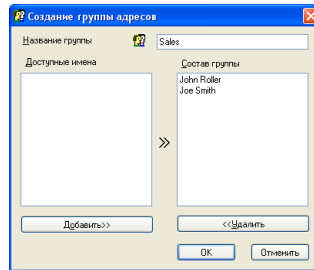 Создание группы адресов
Название группы
Sales
Доступные имена
Состав группы
John Roller
Joe Smith
Добавить>>
<<Удалить
OK
Отменить